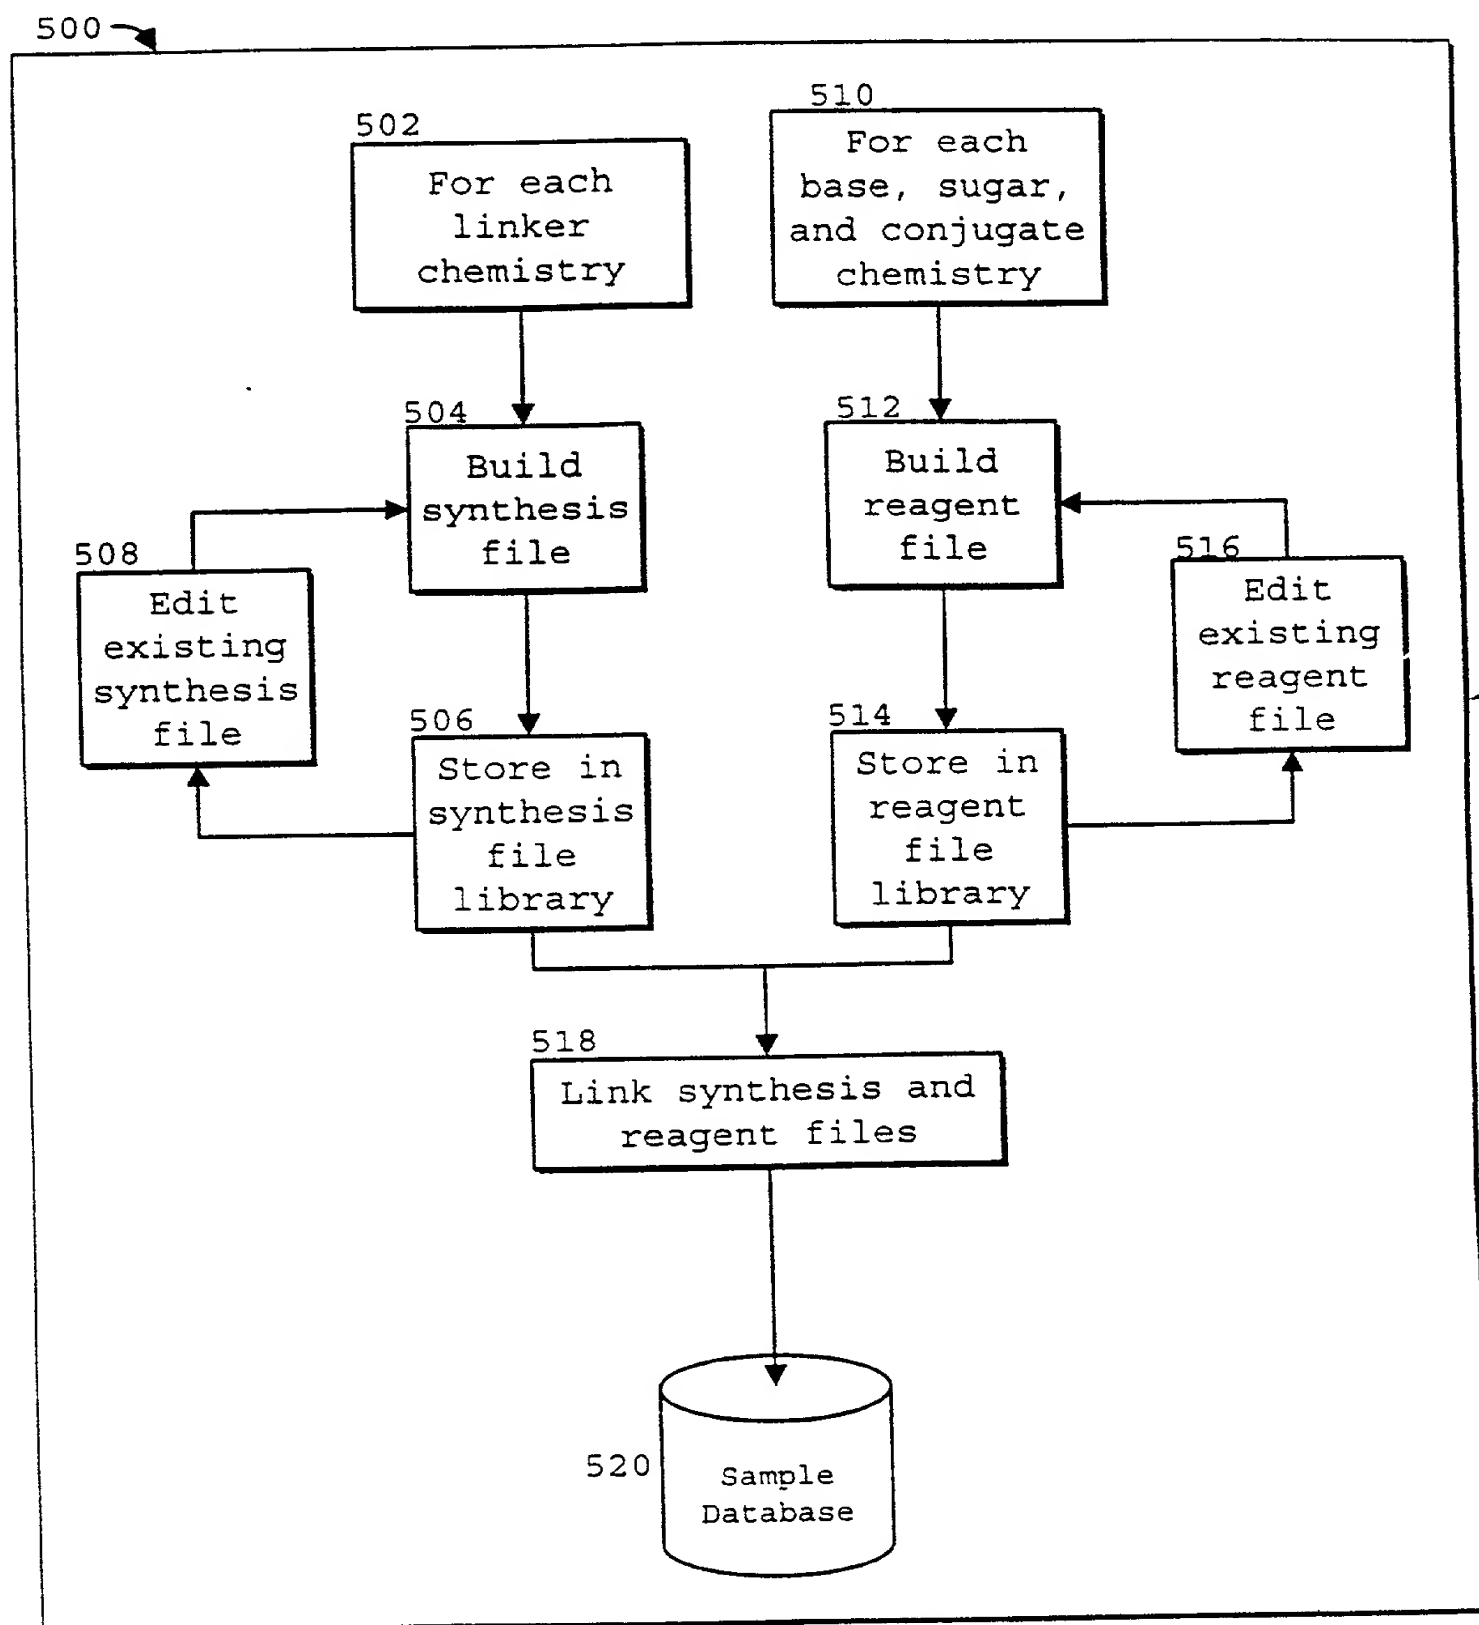 500
502
For each
linker
chemistry
510
For each
base, sugar,
and conjugate
chemistry
504
Build
synthesis
file
512
Build
reagent
file
508
Edit
existing
synthesis
file
516
Edit
existing
reagent
file
506
Store in
synthesis
file
library
514
Store in
reagent
file
library
518
Link synthesis and
reagent files
520
Sample
Database